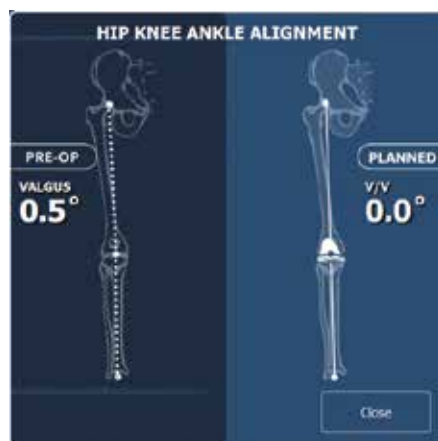 HIP KNEE ANKLE ALIGNMENT
PRE-OP
VALGUS
0.5°
PLANNED
V/V
0.0°
Close